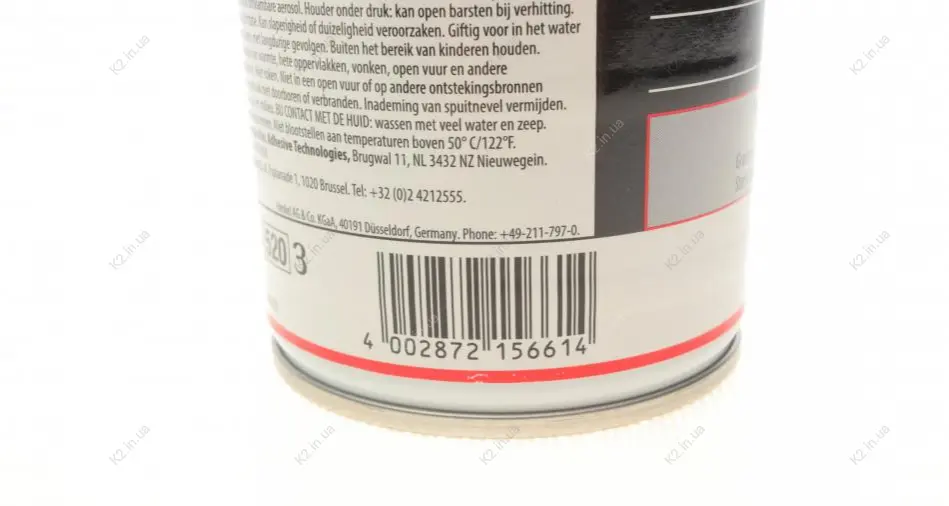 aerosol. Houder onder druk: kan open barsten bij verhitting.
Kan slaperigheid of duizeligheid veroorzaken. Giftig voor in het water
met langdurige gevolgen. Buiten het bereik van kinderen houden.
hete oppervlakken, vonken, open vuur en andere
Niet in een open vuur of op andere ontstekingsbronnen
doorboren of verbranden. Inademing van spuitnevel vermijden.
BIJ CONTACT MET DE HUID: wassen met veel water en zeep.
Niet blootstellen aan temperaturen boven 50° C/122°F.
Adhesive Technologies, Brugwal 11, NL 3432 NZ Nieuwegein.
1, 1020 Brussel. Tel: +32 (0)2 4212555.
Henkel AG & Co. KGaA, 40191 Düsseldorf, Germany. Phone: +49-211-797-0.
520 3
4 002872 156614
K2.in.ua